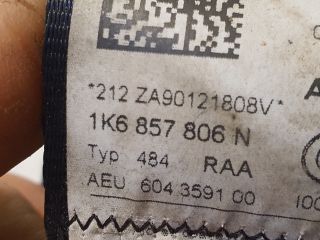 *212 ZA90121808V*
1K6 857 806 N
Typ 484 RAA
AEU 604 3591 00